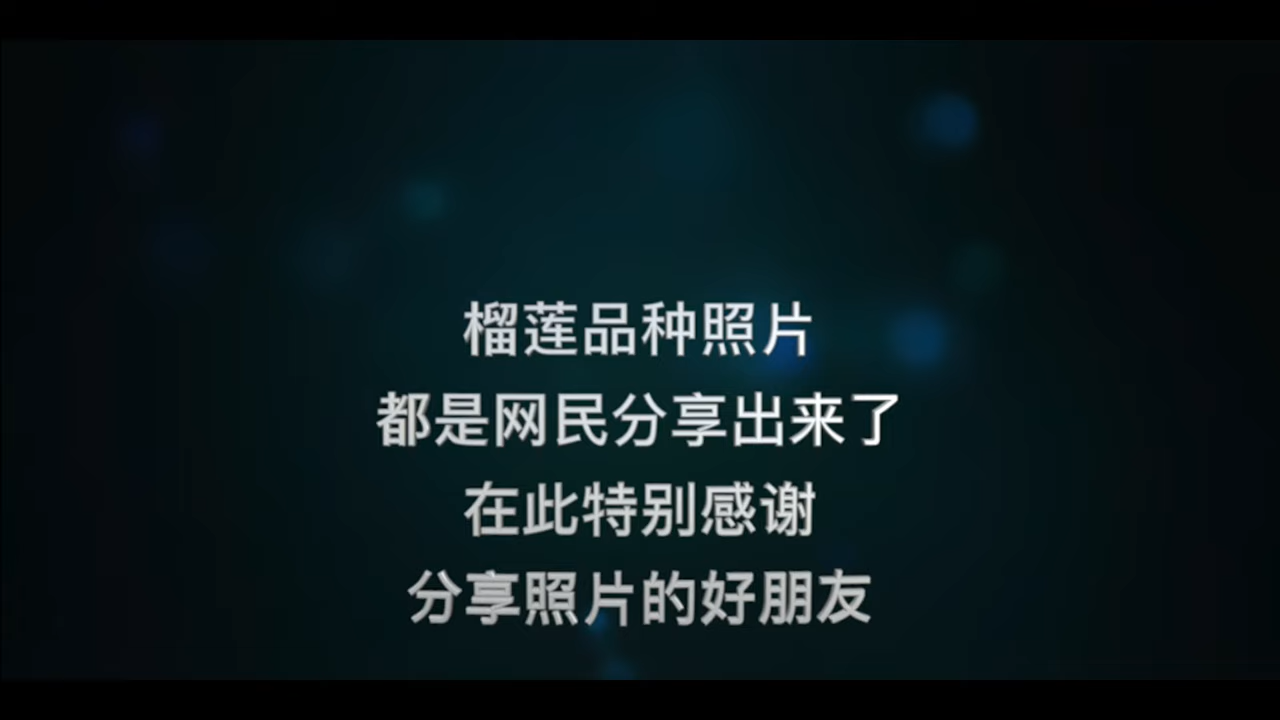 榴莲品种照片
都是网民分享出来了
在此特别感谢
分享照片的好朋友